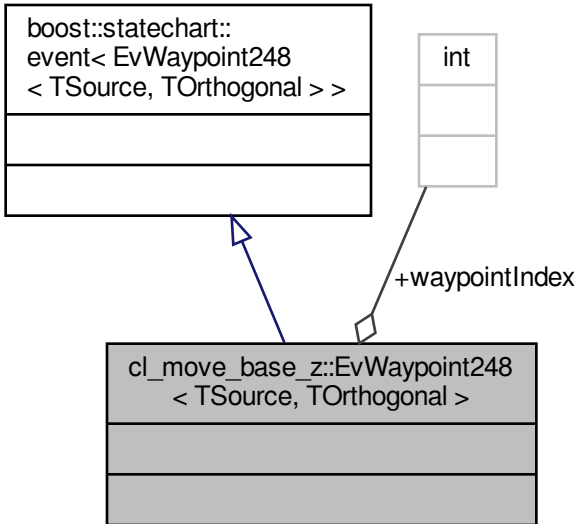 boost::statechart::
event< EvWaypoint248
< TSource, TOrthogonal > >
int
+waypointIndex
cl_move_base_z::EvWaypoint248
< TSource, TOrthogonal >